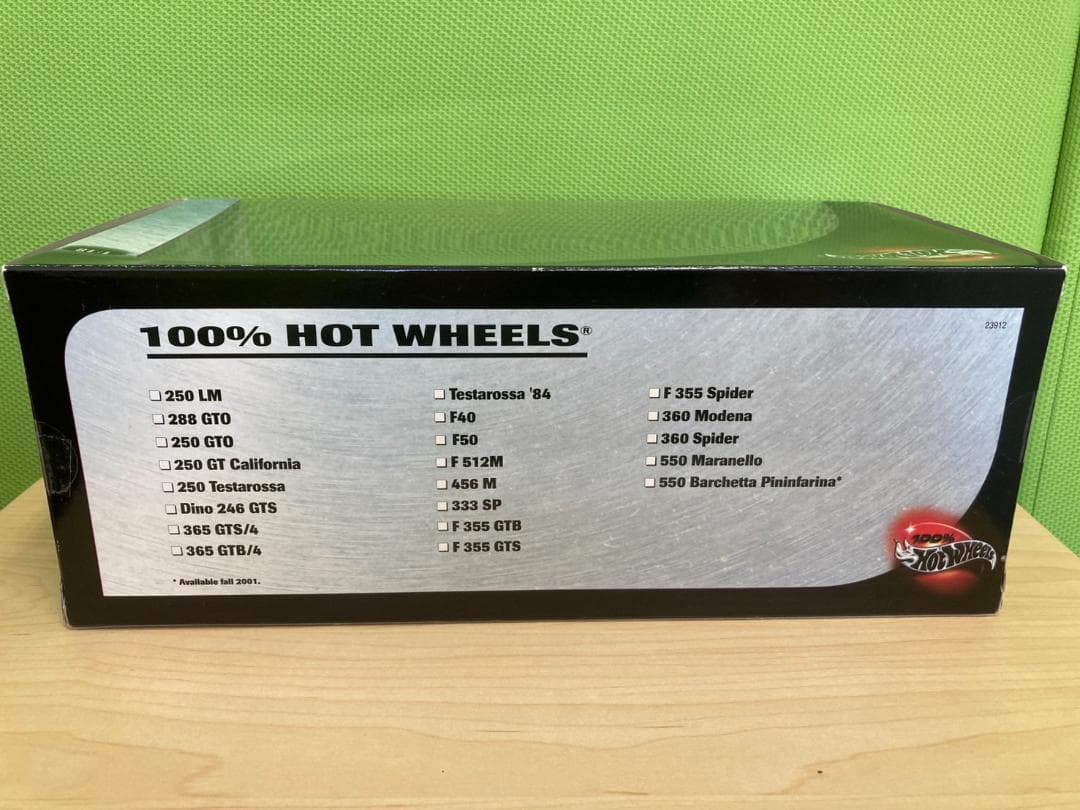 1:18
100% HOT WHEELS®
23912
250 LM
288 GTO
250 GTO
250 GT California
250 Testarossa
Dino 246 GTS
365 GTS/4
365 GTB/4
* Available fall 2001.
Testarossa '84
F40
F50
F 512M
456 M
333 SP
F 355 GTB
F 355 GTS
F 355 Spider
360 Modena
360 Spider
550 Maranello
550 Barchetta Pininfarina*
100%
HOT WHEELS